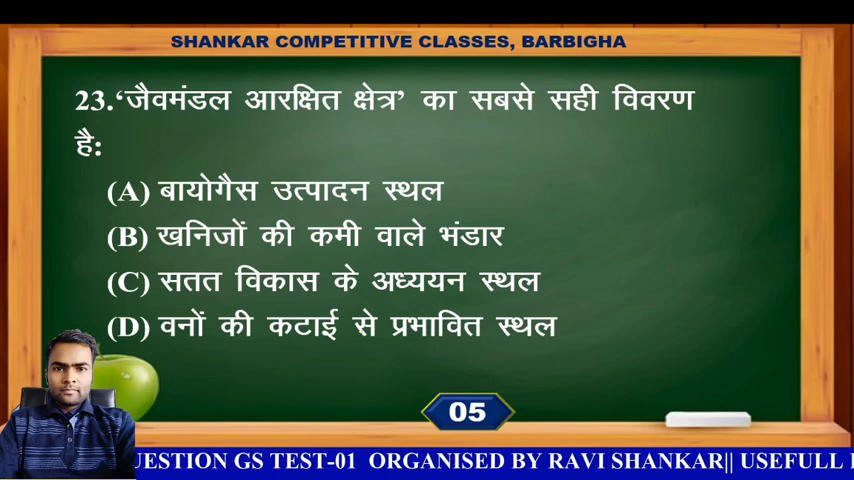 SHANKAR COMPETITIVE CLASSES, BARBIGHA
23.‘जैवमंडल आरक्षित क्षेत्र’ का सबसे सही विवरण
है:
(A) बायोगैस उत्पादन स्थल
(B) खनिजों की कमी वाले भंडार
(C) सतत विकास के अध्ययन स्थल
(D) वनों की कटाई से प्रभावित स्थल
05
UESTION GS TEST-01 ORGANISED BY RAVI SHANKAR|| USEFULL